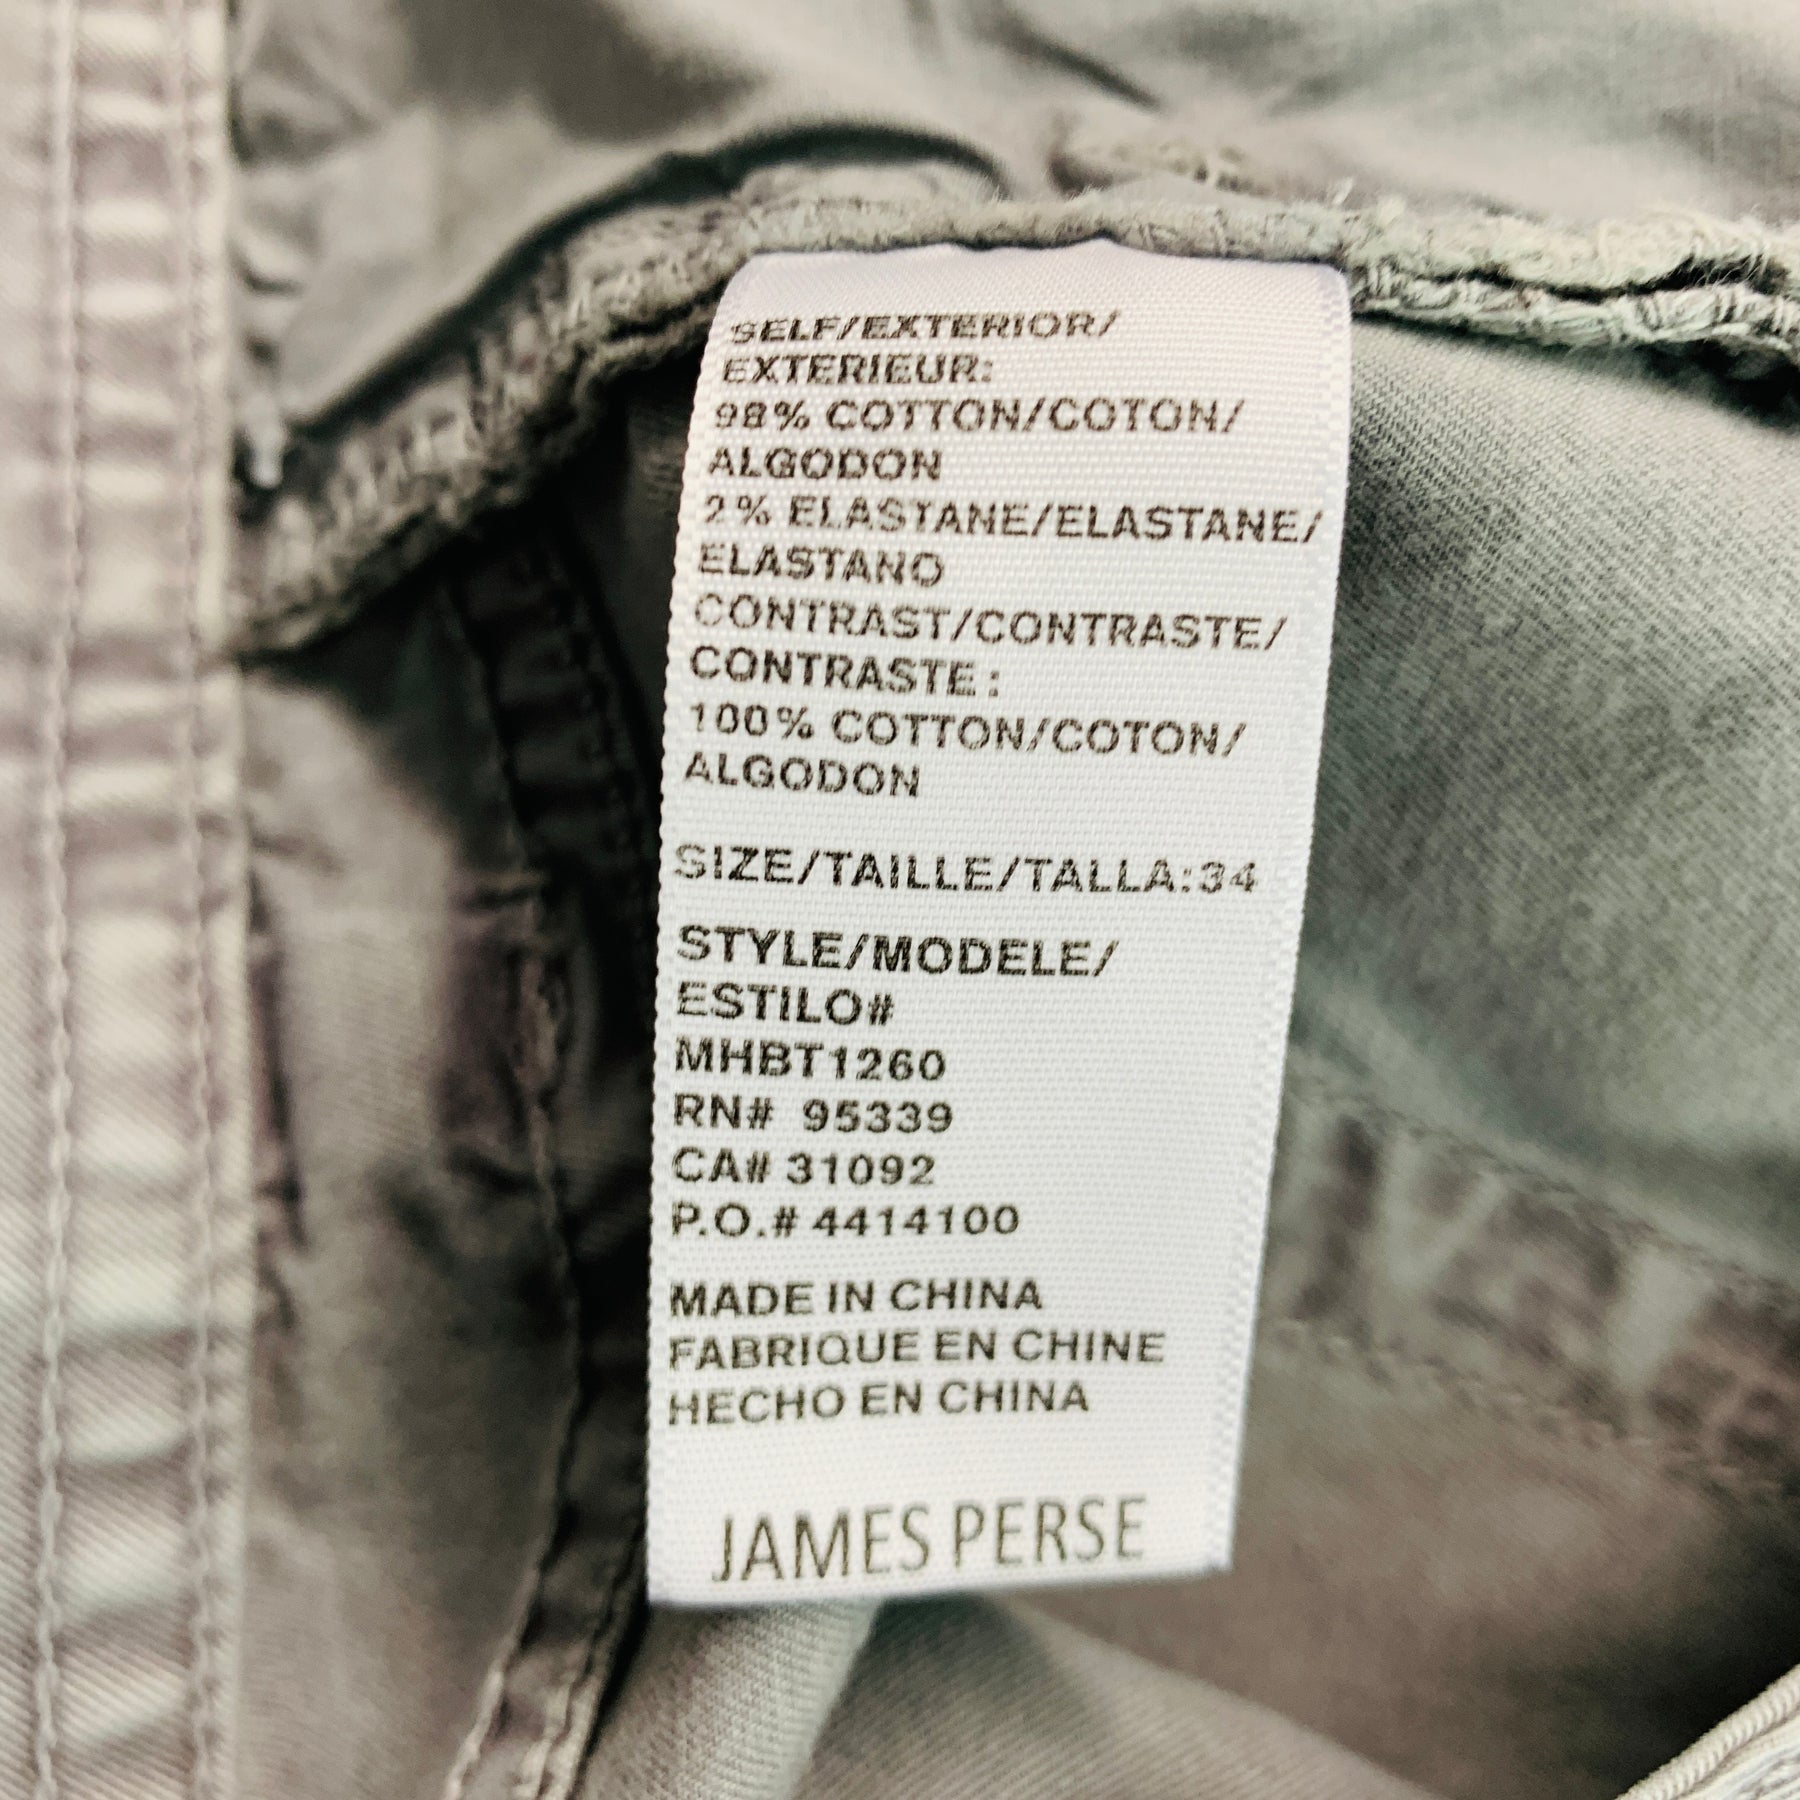 SELF/EXTERIOR/
EXTERIEUR:
98% COTTON/COTON/
ALGODON
2% ELASTANE/ELASTANE/
ELASTANO
CONTRAST/CONTRASTE/
CONTRASTE :
100% COTTON/COTON/
ALGODON
SIZE/TAILLE/TALLA:34
STYLE/MODELE/
ESTILO#
MHBT1260
RN# 95339
CA# 31092
P.O.# 4414100
MADE IN CHINA
FABRIQUE EN CHINE
HECHO EN CHINA
JAMES PERSE